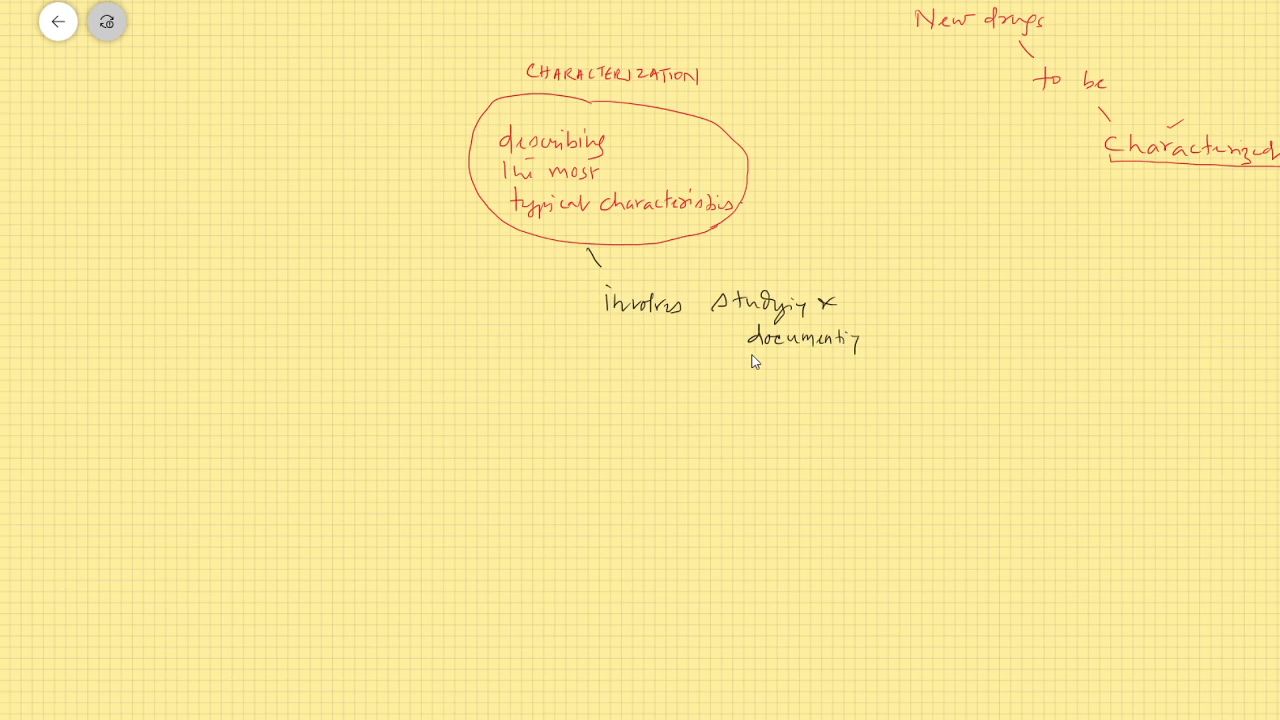 New drugs
to be
Characterized
CHARACTERIZATION
describing
the most
typical characteristics
involves studying &
documenting